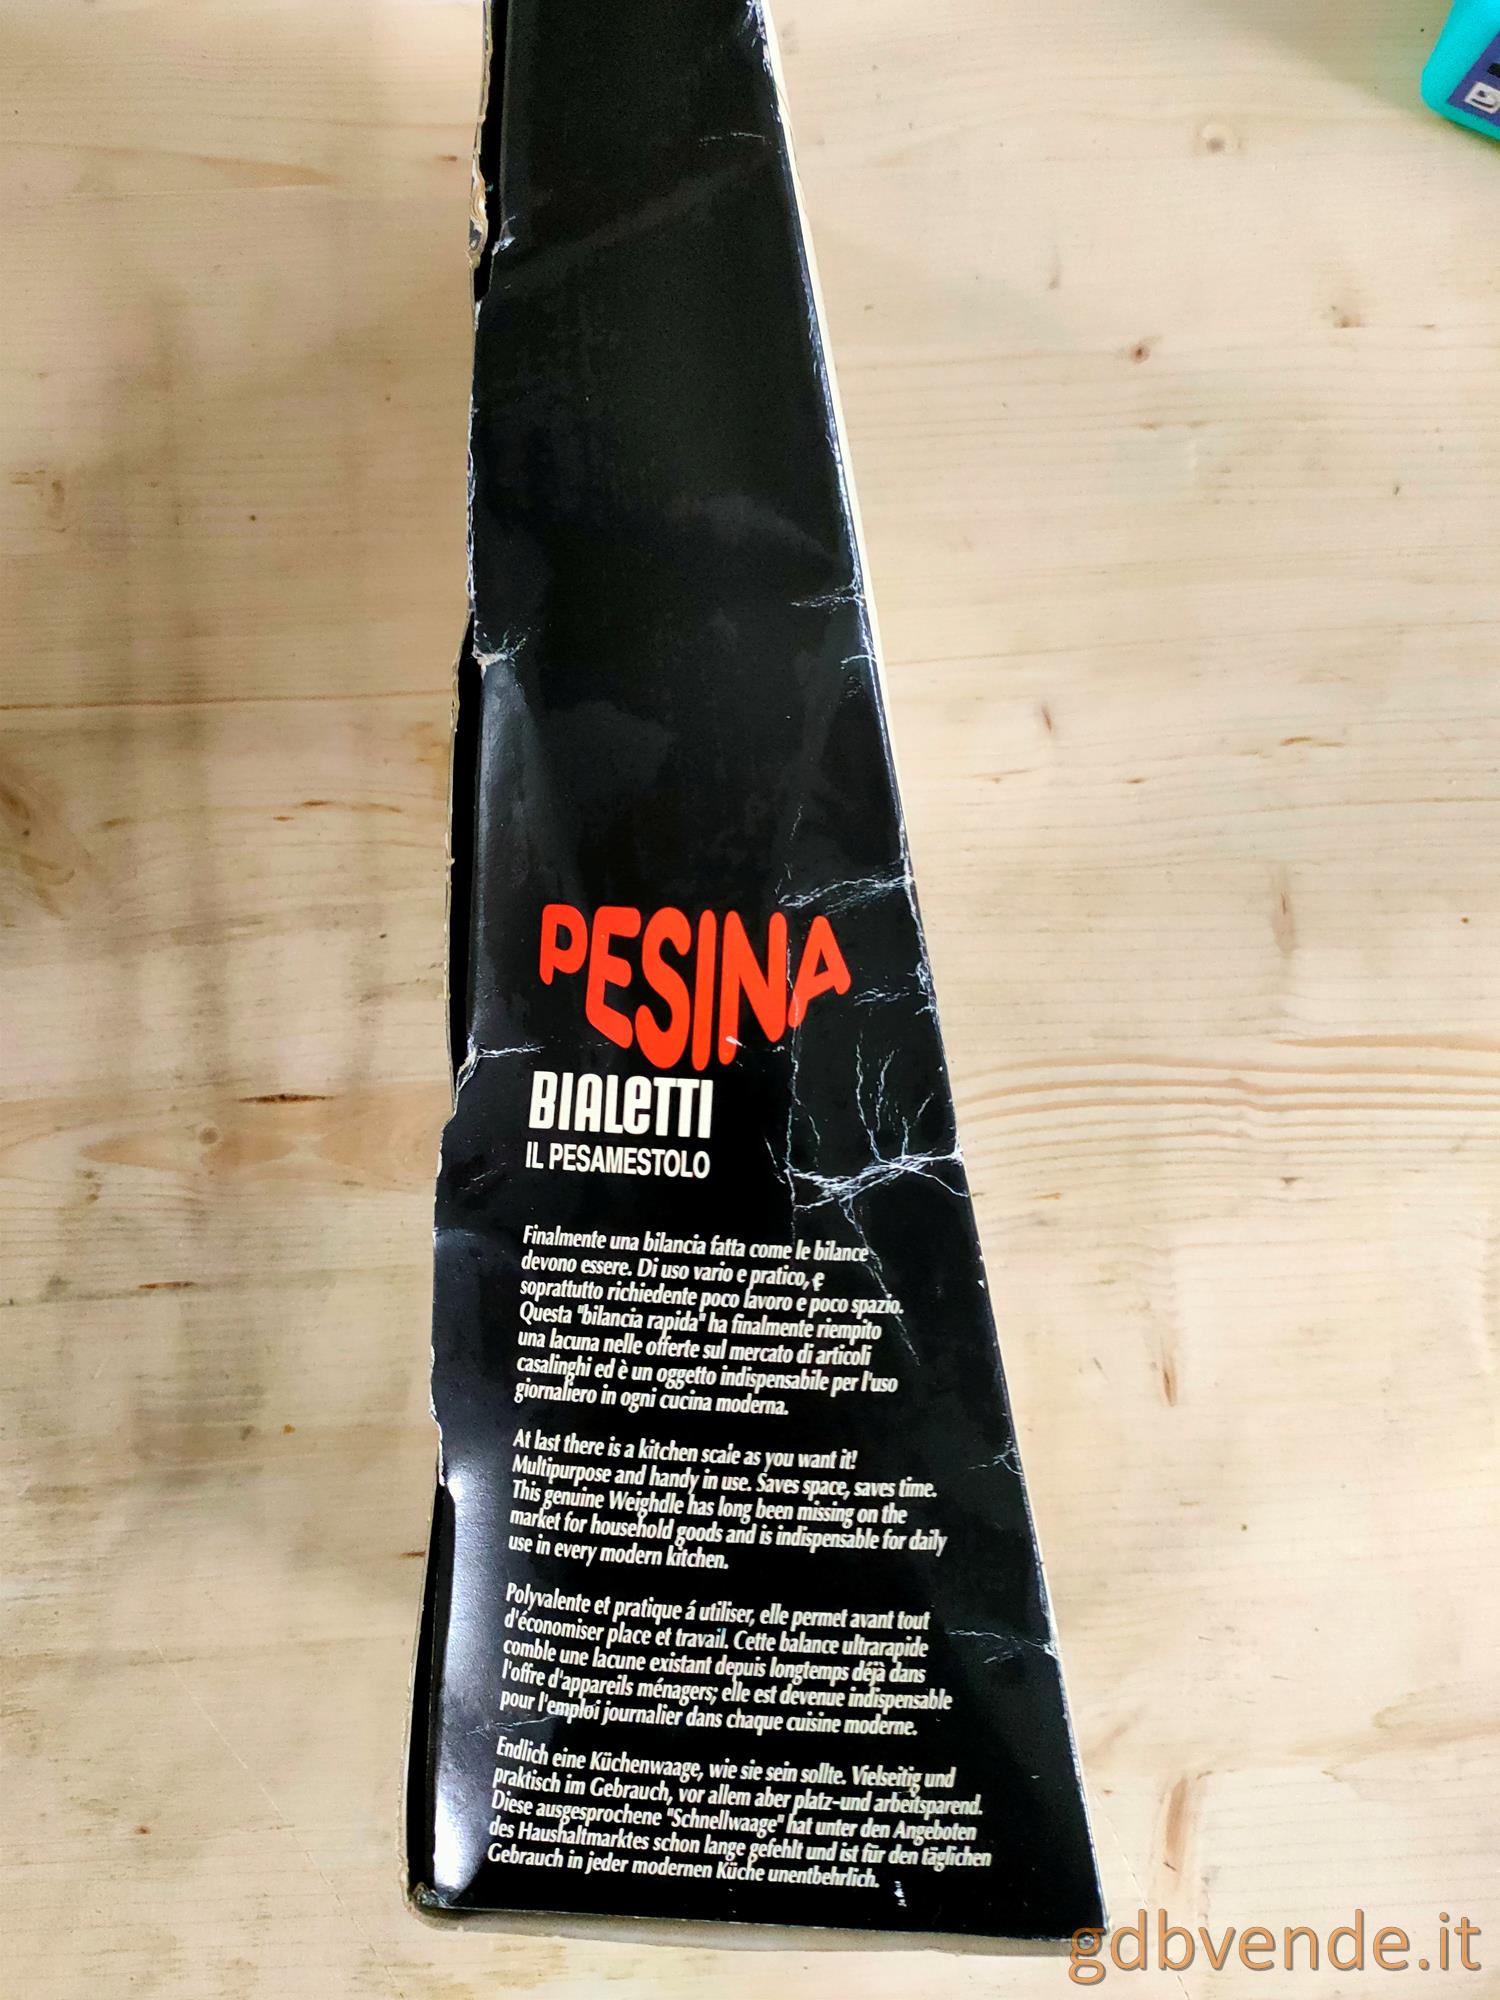 PESINA
BIALETTI
IL PESAMESTOLO
Finalmente una bilancia fatta come le bilance
devono essere. Di uso vario e pratico, e
soprattutto richiedente poco lavoro e poco spazio.
Questa "bilancia rapida" ha finalmente riempito
una lacuna nelle offerte sul mercato di articoli
casalinghi ed è un oggetto indispensabile per l'uso
giornaliero in ogni cucina moderna.
At last there is a kitchen scale as you want it!
Multipurpose and handy in use. Saves space, saves time.
This genuine Weighdle has long been missing on the
market for household goods and is indispensable for daily
use in every modern kitchen.
Polyvalente et pratique á utiliser, elle permet avant tout
d'économiser place et travail. Cette balance ultrarapide
comble une lacune existant depuis longtemps déjà dans
l'offre d'appareils ménagers; elle est devenue indispensable
pour l'emploi journalier dans chaque cuisine moderne.
Endlich eine Küchenwaage, wie sie sein sollte. Vielseitig und
praktisch im Gebrauch, vor allem aber platz-und arbeitsparend.
Diese ausgesprochene "Schnellwaage" hat unter den Angeboten
des Haushaltmarktes schon lange gefehlt und ist für den täglichen
Gebrauch in jeder modernen Küche unentbehrlich.
gdbvende.it